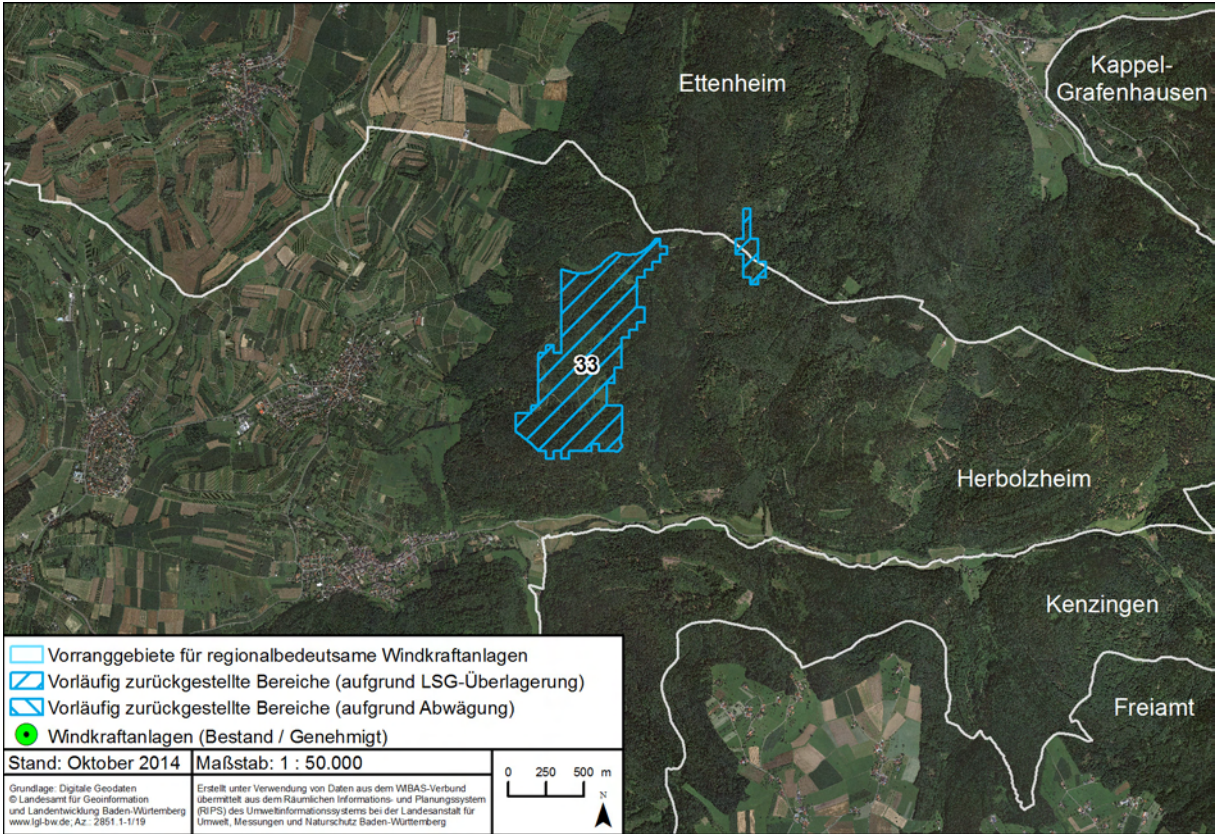 Ettenheim
Kappel-
Grafenhausen
33
Herbolzheim
Kenzingen
Freiamt
Vorranggebiete für regionalbedeutsame Windkraftanlagen
Vorläufig zurückgestellte Bereiche (aufgrund LSG-Überlagerung)
Vorläufig zurückgestellte Bereiche (aufgrund Abwägung)
Windkraftanlagen (Bestand / Genehmigt)
Stand: Oktober 2014
Maßstab: 1 : 50.000
Grundlage: Digitale Geodaten
© Landesamt für Geoinformation
und Landentwicklung Baden-Württemberg
www.lgl-bw.de; Az.: 2851.1-1/19
Erstellt unter Verwendung von Daten aus dem WIBAS-Verbund
übermittelt aus dem Räumlichen Informations- und Planungssystem
(RIPS) des Umweltinformationssystems bei der Landesanstalt für
Umwelt, Messungen und Naturschutz Baden-Württemberg
0 250 500 m
N